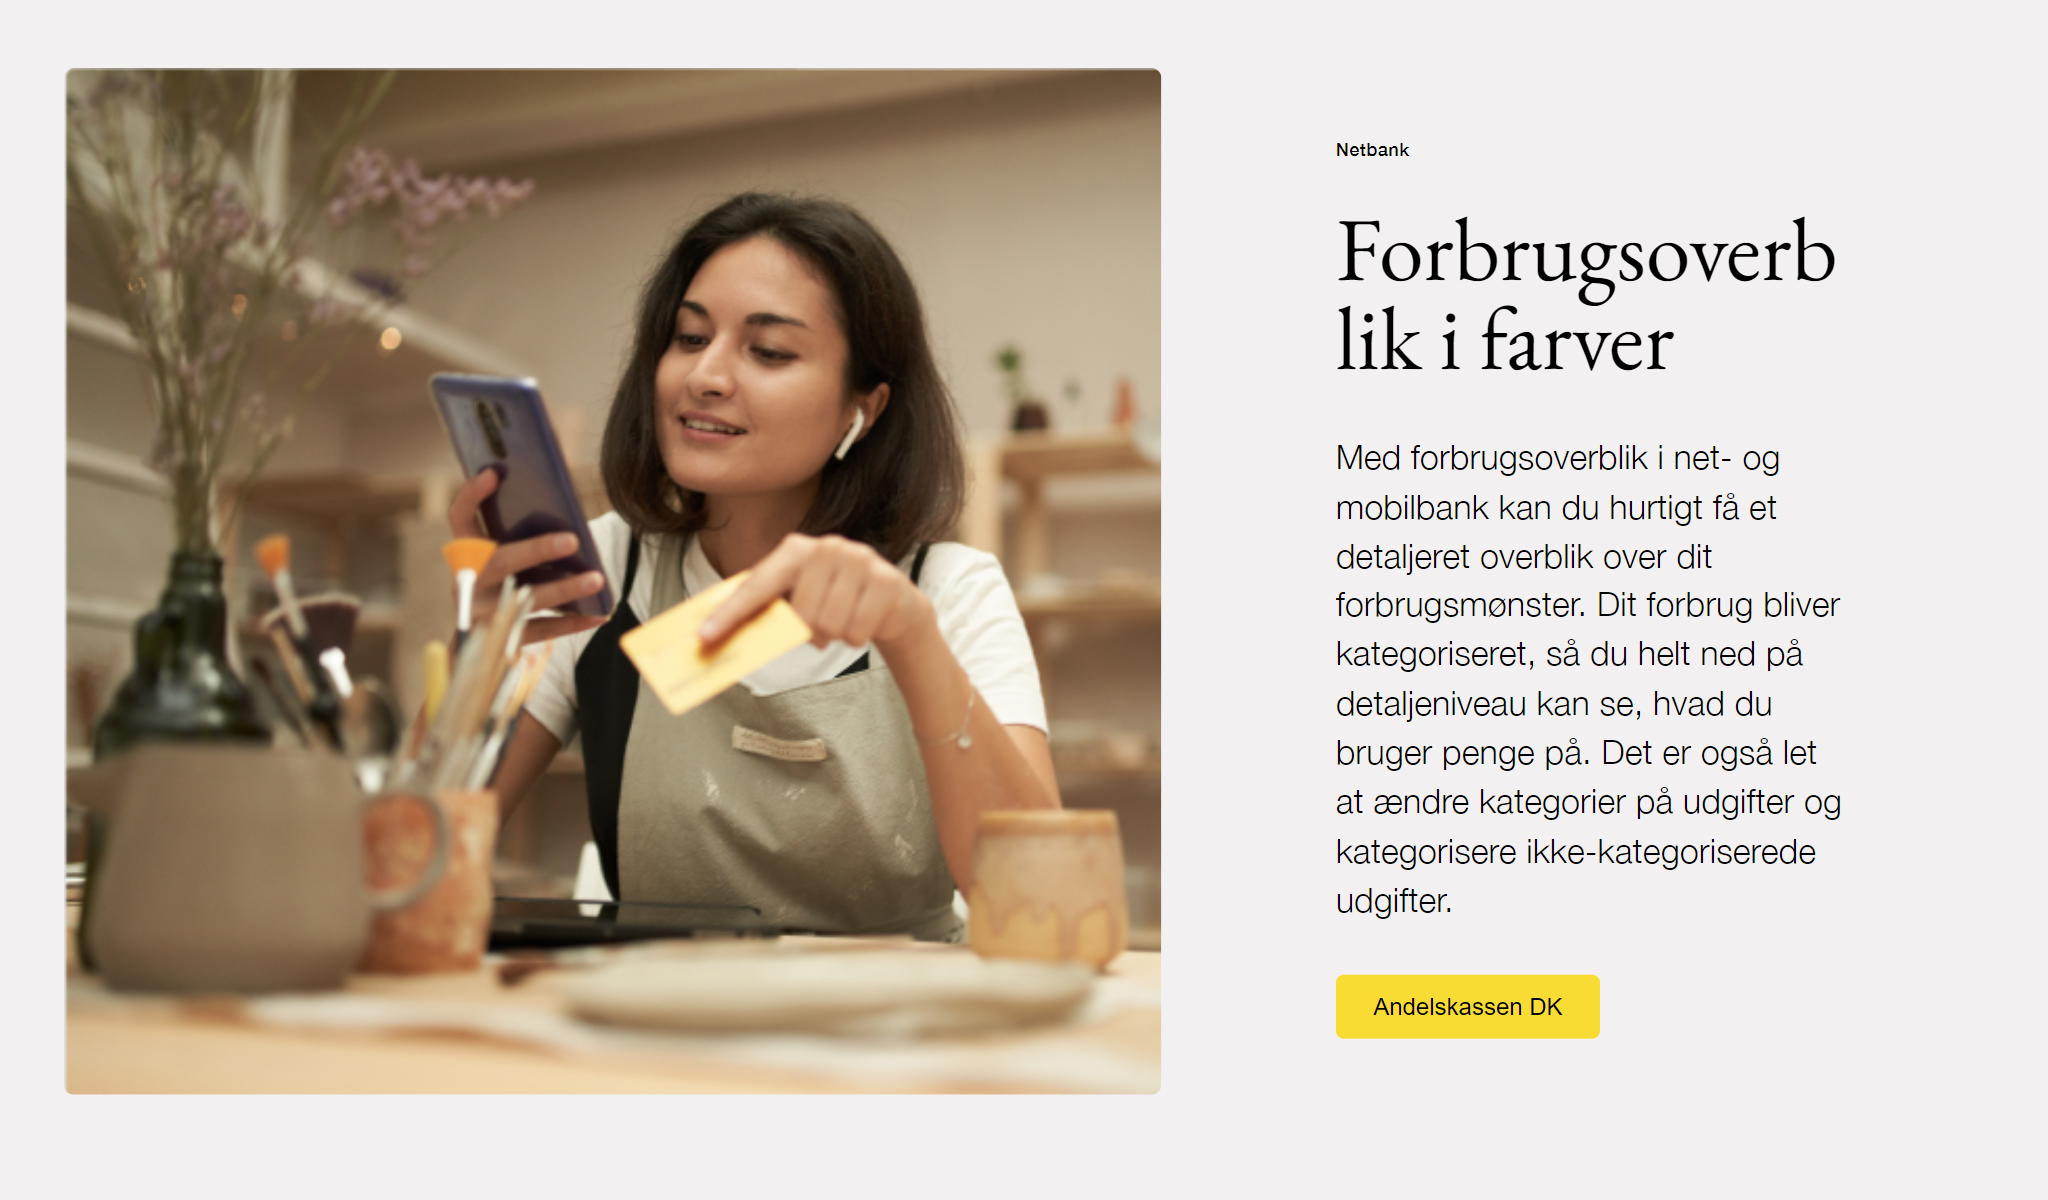 Netbank
Forbrugsoverb
lik i farver
Med forbrugsoverblik i net- og
mobilbank kan du hurtigt få et
detaljeret overblik over dit
forbrugsmønster. Dit forbrug bliver
kategoriseret, så du helt ned på
detaljeniveau kan se, hvad du
bruger penge på. Det er også let
at ændre kategorier på udgifter og
kategorisere ikke-kategoriserede
udgifter.
Andelskassen DK